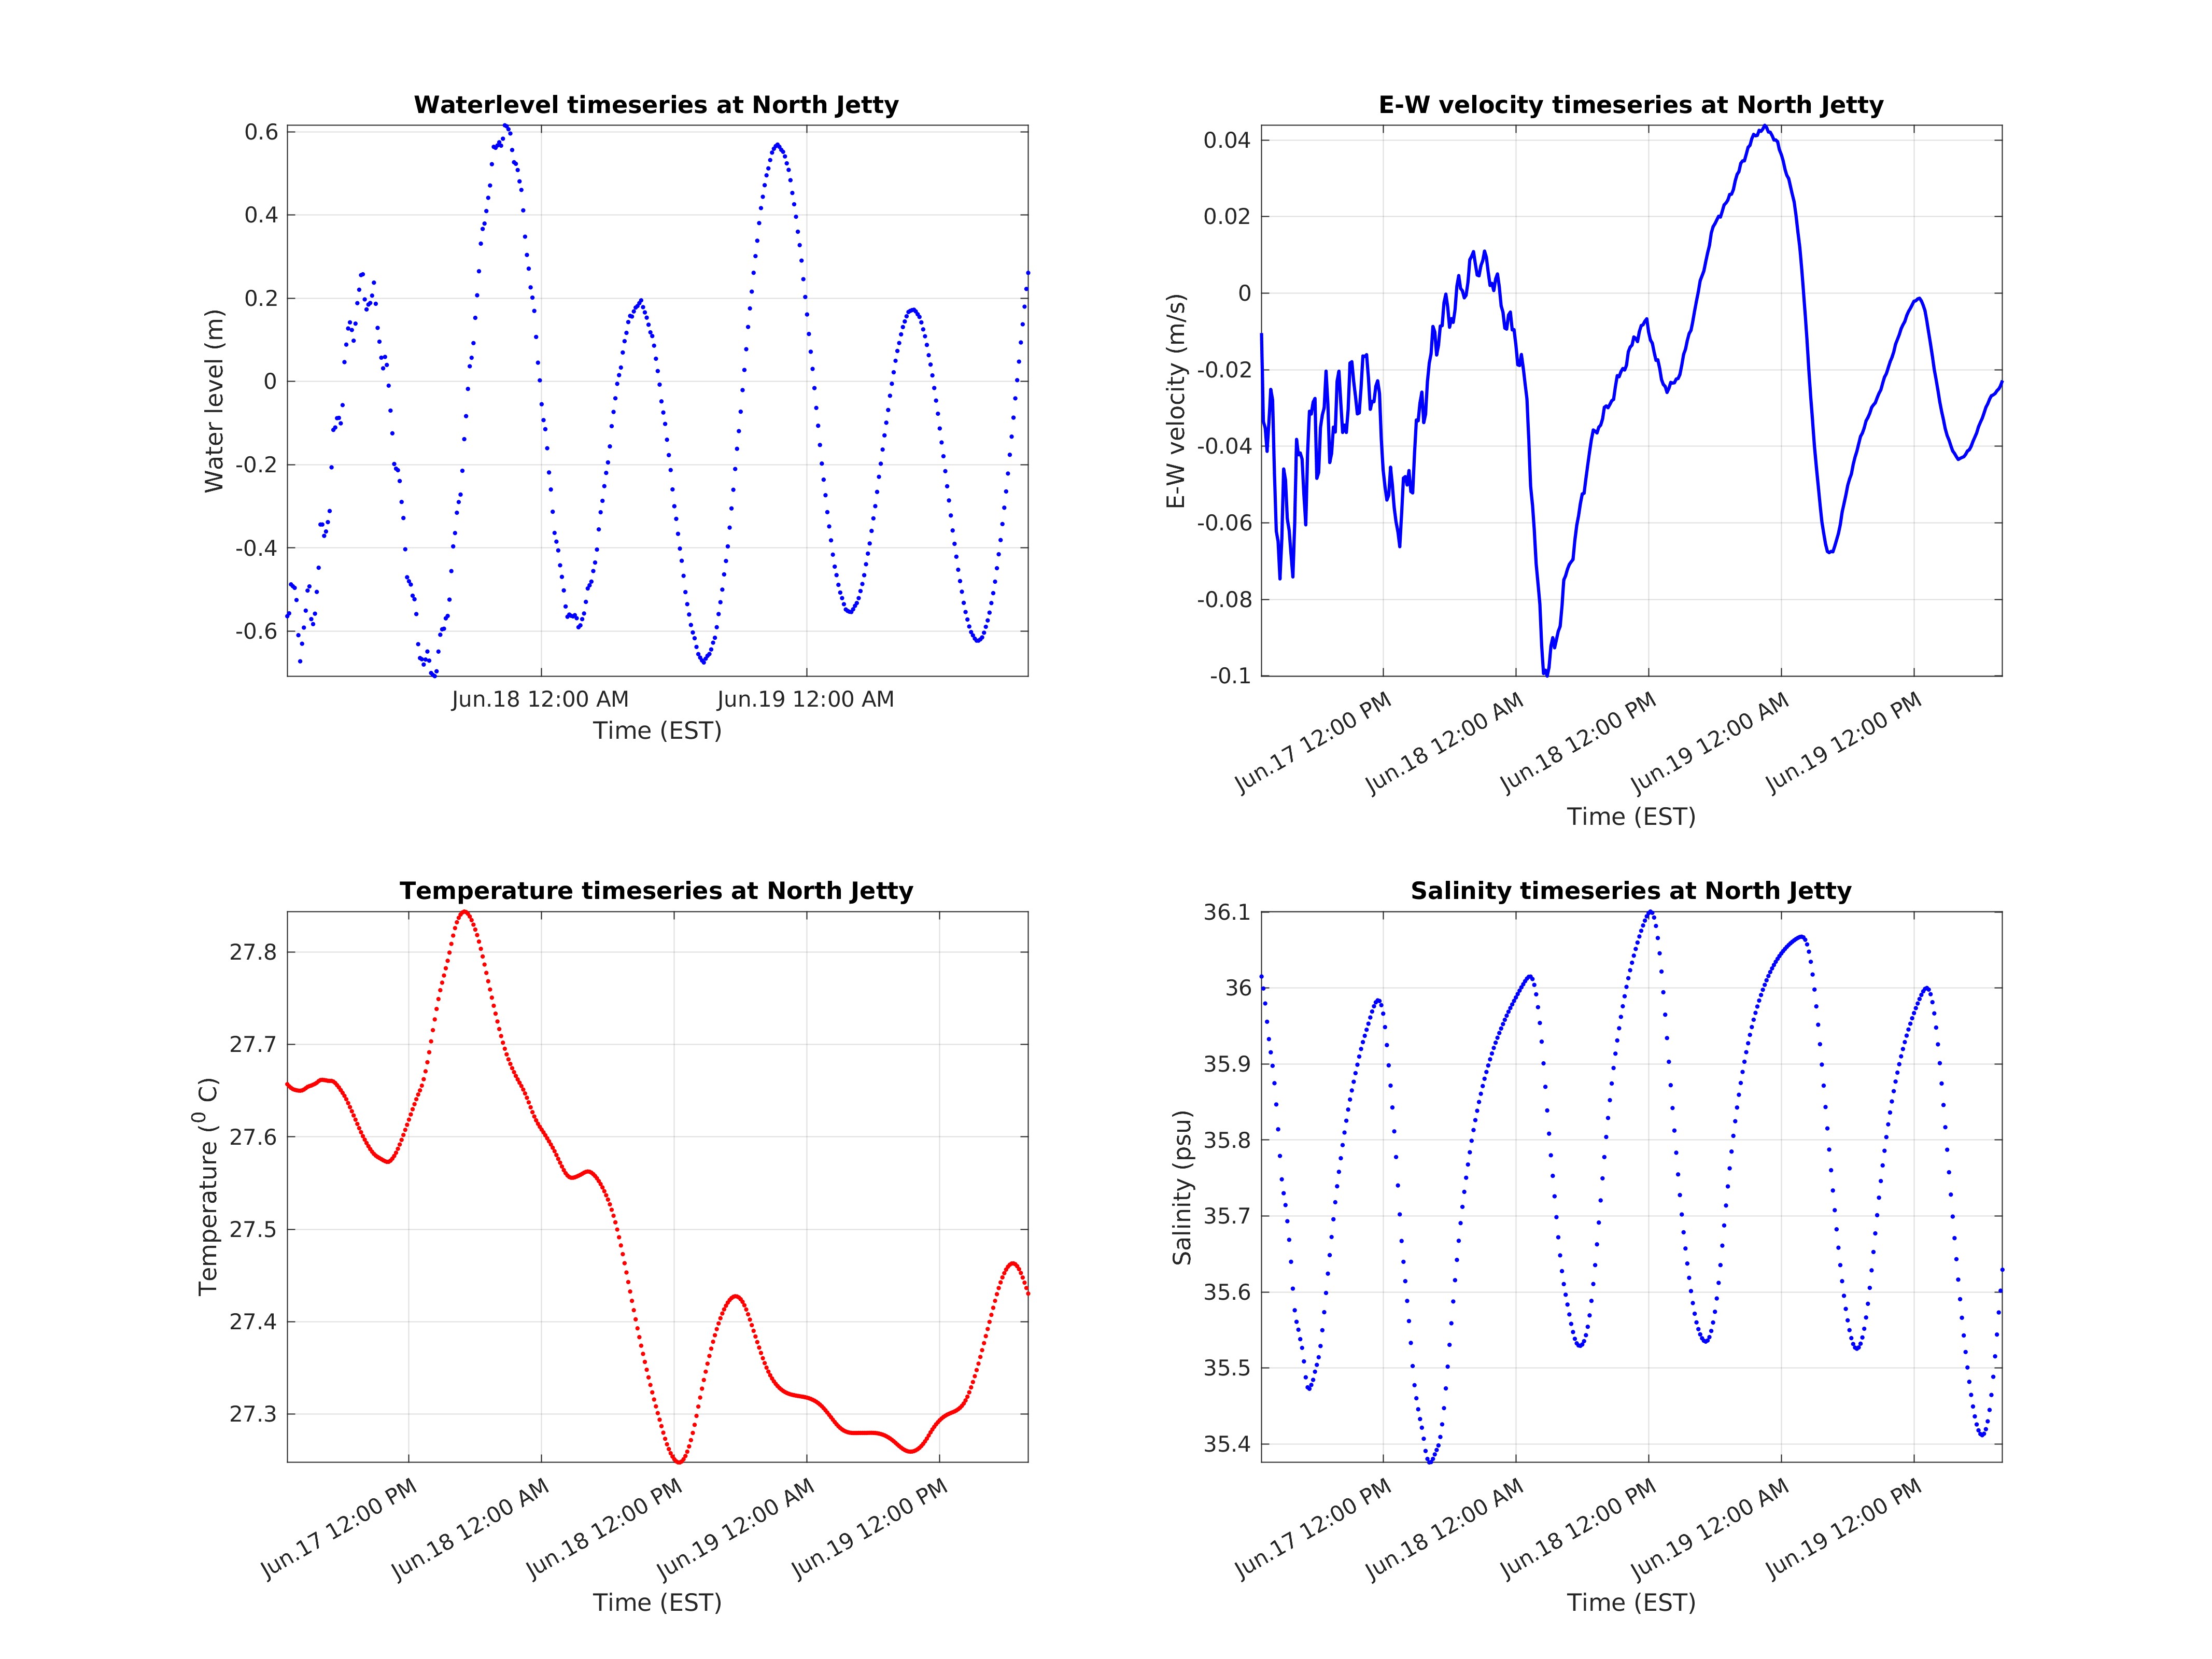 Waterlevel timeseries at North Jetty
0.6
0.4
0.2
0
-0.2
-0.4
-0.6
Water level (m)
Jun.18 12:00 AM
Jun.19 12:00 AM
Time (EST)
E-W velocity timeseries at North Jetty
0.04
0.02
0
-0.02
-0.04
-0.06
-0.08
-0.1
E-W velocity (m/s)
Jun.17 12:00 PM
Jun.18 12:00 AM
Jun.18 12:00 PM
Jun.19 12:00 AM
Jun.19 12:00 PM
Time (EST)
Temperature timeseries at North Jetty
27.8
27.7
27.6
27.5
27.4
27.3
Temperature (⁰ C)
Jun.17 12:00 PM
Jun.18 12:00 AM
Jun.18 12:00 PM
Jun.19 12:00 AM
Jun.19 12:00 PM
Time (EST)
Salinity timeseries at North Jetty
36.1
36
35.9
35.8
35.7
35.6
35.5
35.4
Salinity (psu)
Jun.17 12:00 PM
Jun.18 12:00 AM
Jun.18 12:00 PM
Jun.19 12:00 AM
Jun.19 12:00 PM
Time (EST)